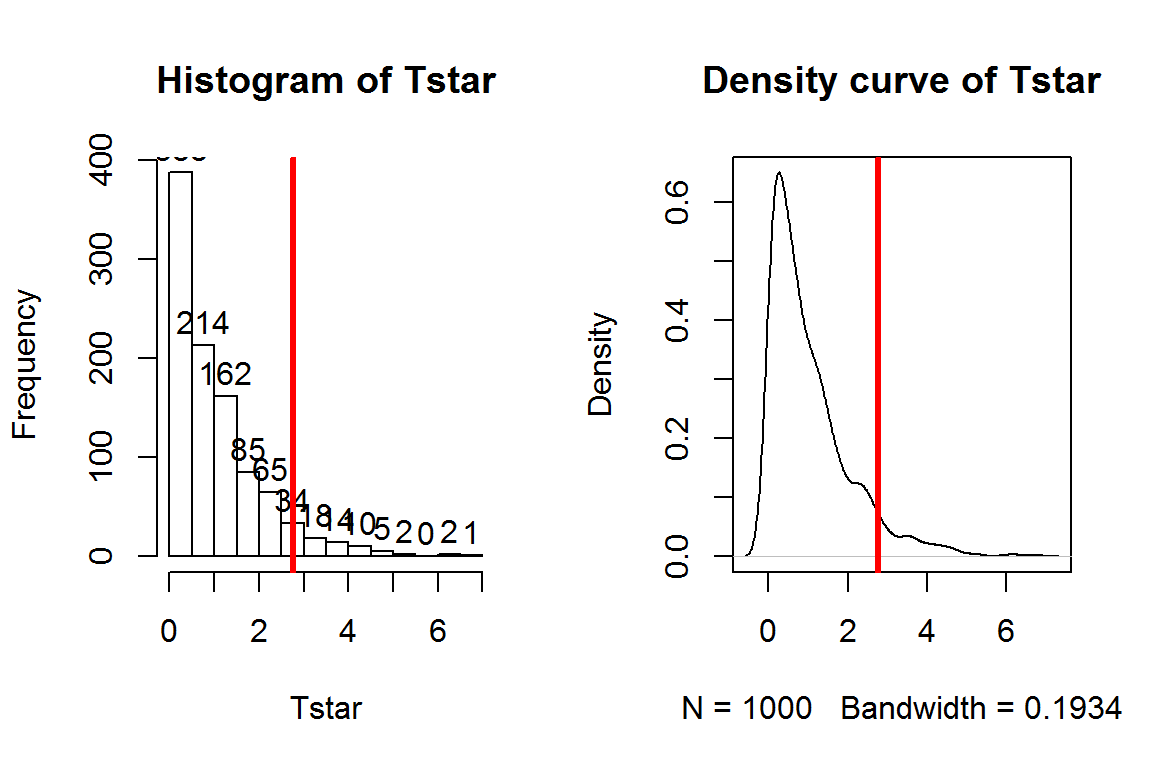 Histogram of Tstar
Frequency
400
300
200
100
0
214
162
85
65
34
18
14
10
5
2
0
2
1
0 2 4 6
Tstar
Density curve of Tstar
Density
0.6
0.4
0.2
0.0
0 2 4 6
N = 1000 Bandwidth = 0.1934